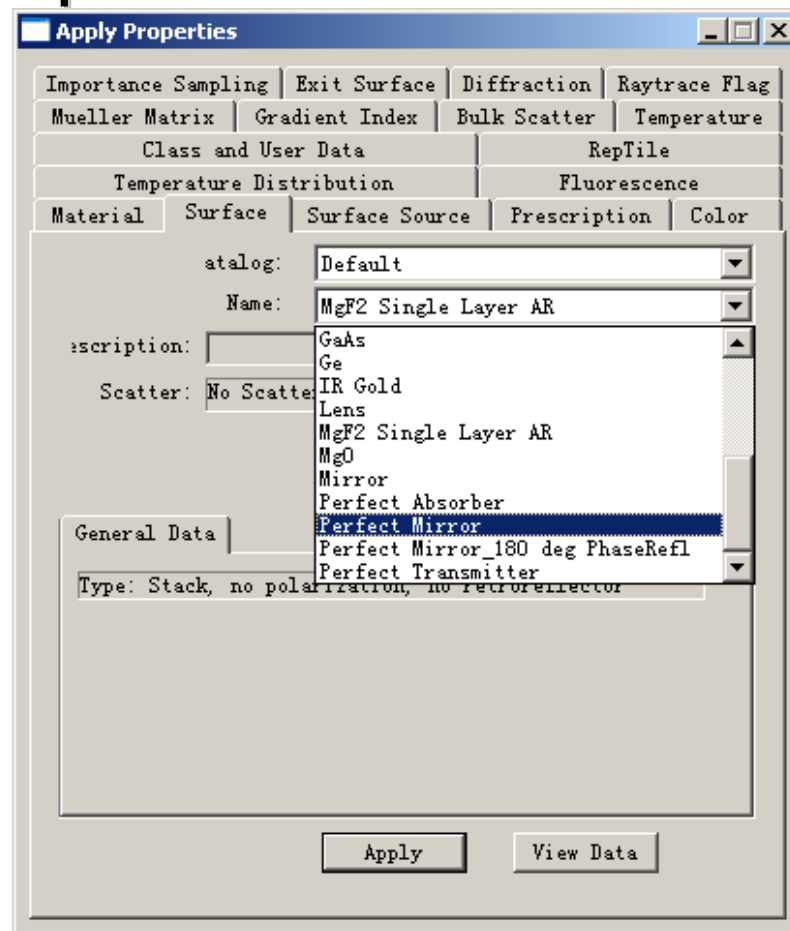 Apply Properties
Importance Sampling Exit Surface Diffraction Raytrace Flag
Mueller Matrix Gradient Index Bulk Scatter Temperature
Class and User Data RepTile
Temperature Distribution Fluorescence
Material Surface Surface Source Prescription Color
atalog: Default
Name: MgF2 Single Layer AR
escription:
GaAs
Ge
Scatter: No Scatte
IR Gold
Lens
MgF2 Single Layer AR
MgO
Mirror
Perfect Absorber
Perfect Mirror
General Data
Perfect Mirror_180 deg PhaseRefl
Perfect Transmitter
Type: Stack, no polarization, no retroreflector
Apply View Data